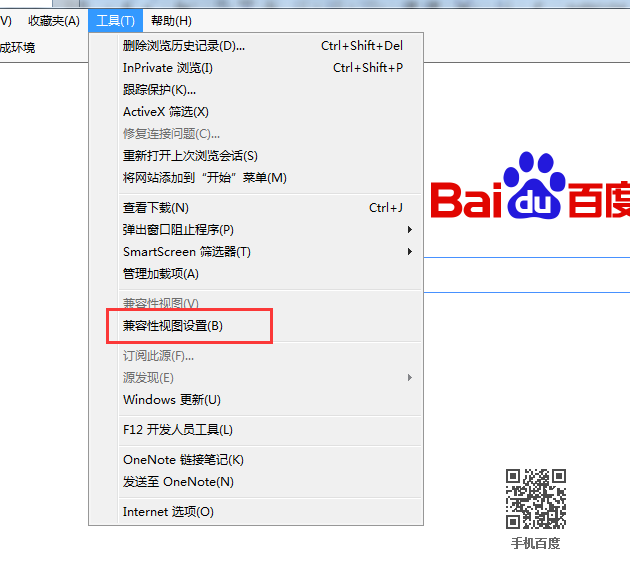 V) 收藏夹(A) 工具(T) 帮助(H)
成环境
删除浏览历史记录(D)... Ctrl+Shift+Del
InPrivate 浏览(I) Ctrl+Shift+P
跟踪保护(K)...
ActiveX 筛选(X)
修复连接问题(C)...
重新打开上次浏览会话(S)
将网站添加到“开始”菜单(M)
查看下载(N) Ctrl+J
弹出窗口阻止程序(P)
SmartScreen 筛选器(T)
管理加载项(A)
兼容性视图(V)
兼容性视图设置(B)
订阅此源(F)...
源发现(E)
Windows 更新(U)
F12 开发人员工具(L)
OneNote 链接笔记(K)
发送至 OneNote(N)
Internet 选项(O)
Bai du 百度
手机百度